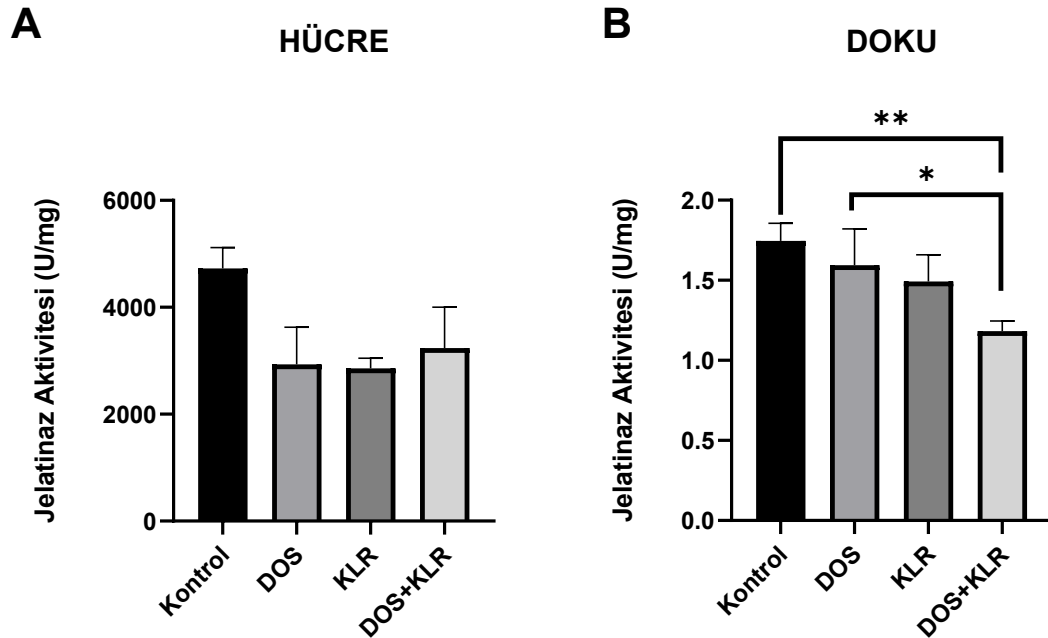 A
HÜCRE
Jelatinaz Aktivitesi (U/mg)
6000
4000
2000
0
Kontrol
DOS
KLR
DOS+KLR
B
DOKU
**
*
Jelatinaz Aktivitesi (U/mg)
2.0
1.5
1.0
0.5
0.0
Kontrol
DOS
KLR
DOS+KLR